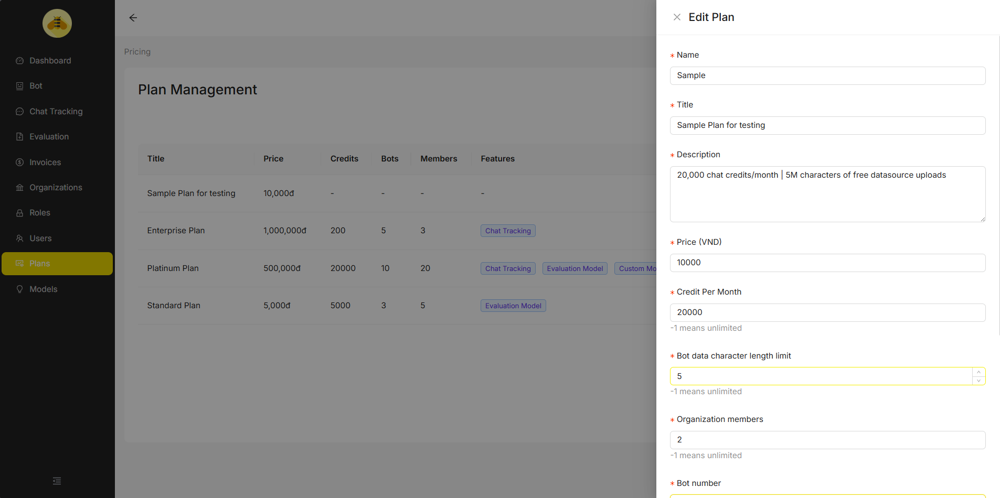 Dashboard
Bot
Chat Tracking
Evaluation
Invoices
Organizations
Roles
Users
Plans
Models
Pricing
Plan Management
Title Price Credits Bots Members Features
Sample Plan for testing 10,000đ - - - -
Enterprise Plan 1,000,000đ 200 5 3 Chat Tracking
Platinum Plan 500,000đ 20000 10 20 Chat Tracking Evaluation Model Custom Mo
Standard Plan 5,000đ 5000 3 5 Evaluation Model
Edit Plan
* Name
Sample
* Title
Sample Plan for testing
* Description
20,000 chat credits/month | 5M characters of free datasource uploads
* Price (VND)
10000
* Credit Per Month
20000
-1 means unlimited
* Bot data character length limit
5
-1 means unlimited
* Organization members
2
-1 means unlimited
* Bot number